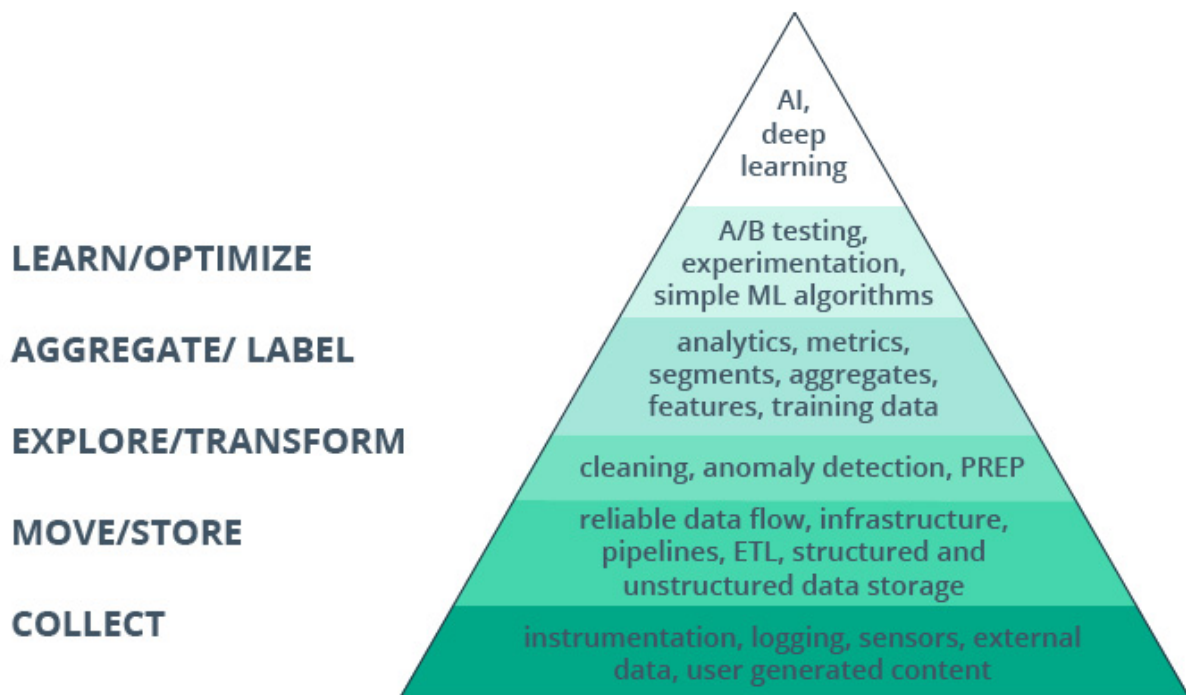 AI,
deep
learning
LEARN/OPTIMIZE
A/B testing,
experimentation,
simple ML algorithms
AGGREGATE/ LABEL
analytics, metrics,
segments, aggregates,
features, training data
EXPLORE/TRANSFORM
cleaning, anomaly detection, PREP
MOVE/STORE
reliable data flow, infrastructure,
pipelines, ETL, structured and
unstructured data storage
COLLECT
instrumentation, logging, sensors, external
data, user generated content